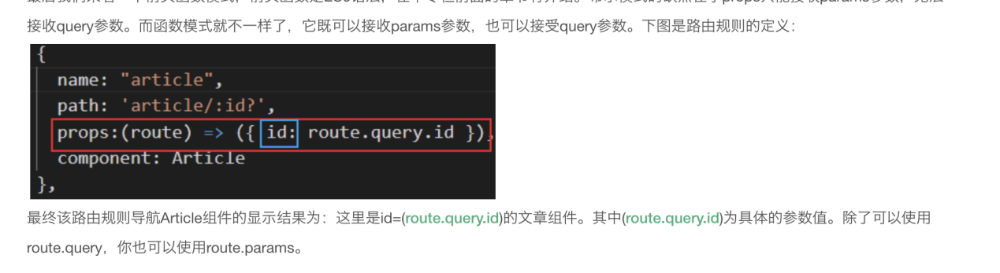 接收query参数。而函数模式就不一样了，它既可以接收params参数，也可以接受query参数。下图是路由规则的定义：
{
name: "article",
path: 'article/:id?',
props:(route) => ({ id: route.query.id }),
component: Article
},
最终该路由规则导航Article组件的显示结果为：这里是id=(route.query.id)的文章组件。其中(route.query.id)为具体的参数值。除了可以使用
route.query，你也可以使用route.params。